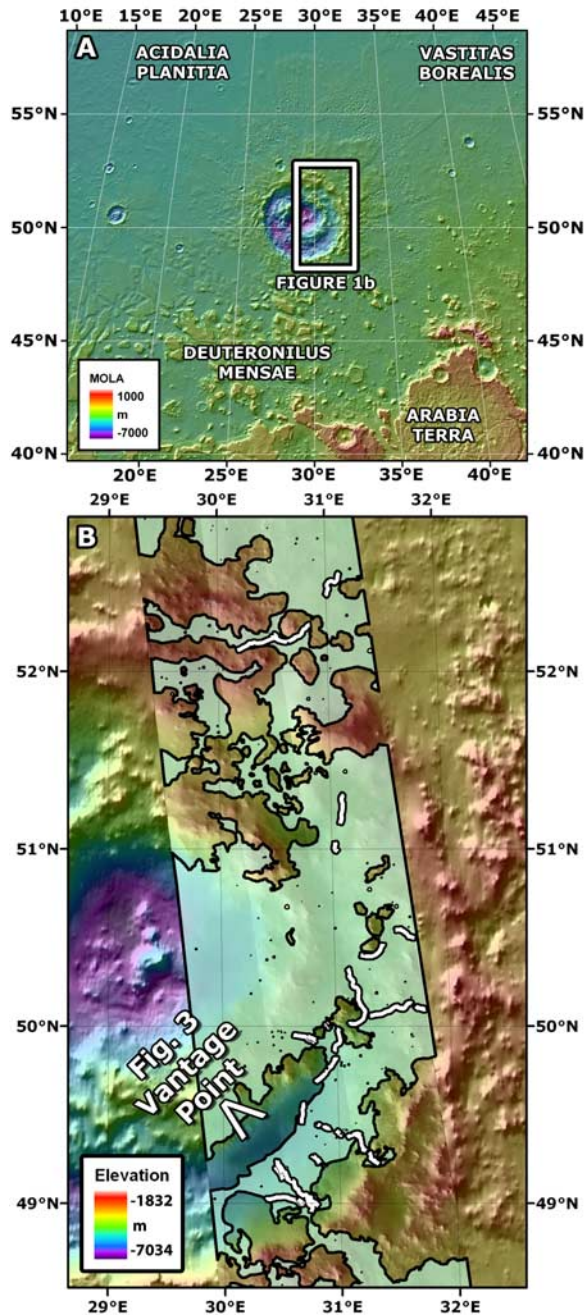 10°E 15°E 20°E 25°E 30°E 35°E 40°E 45°E
A
ACIDALIA
PLANITIA
VASTITAS
BOREALIS
55°N 55°N
50°N 50°N
FIGURE 1b
45°N 45°N
DEUTERONILUS
MENSAE
MOLA
1000
m
-7000
ARABIA
TERRA
40°N 40°N
20°E 25°E 30°E 35°E 40°E
29°E 30°E 31°E 32°E
B
52°N 52°N
51°N 51°N
50°N 50°N
Fig. 3
Vantage
Point
Elevation
-1832
m
-7034
49°N 49°N
29°E 30°E 31°E 32°E